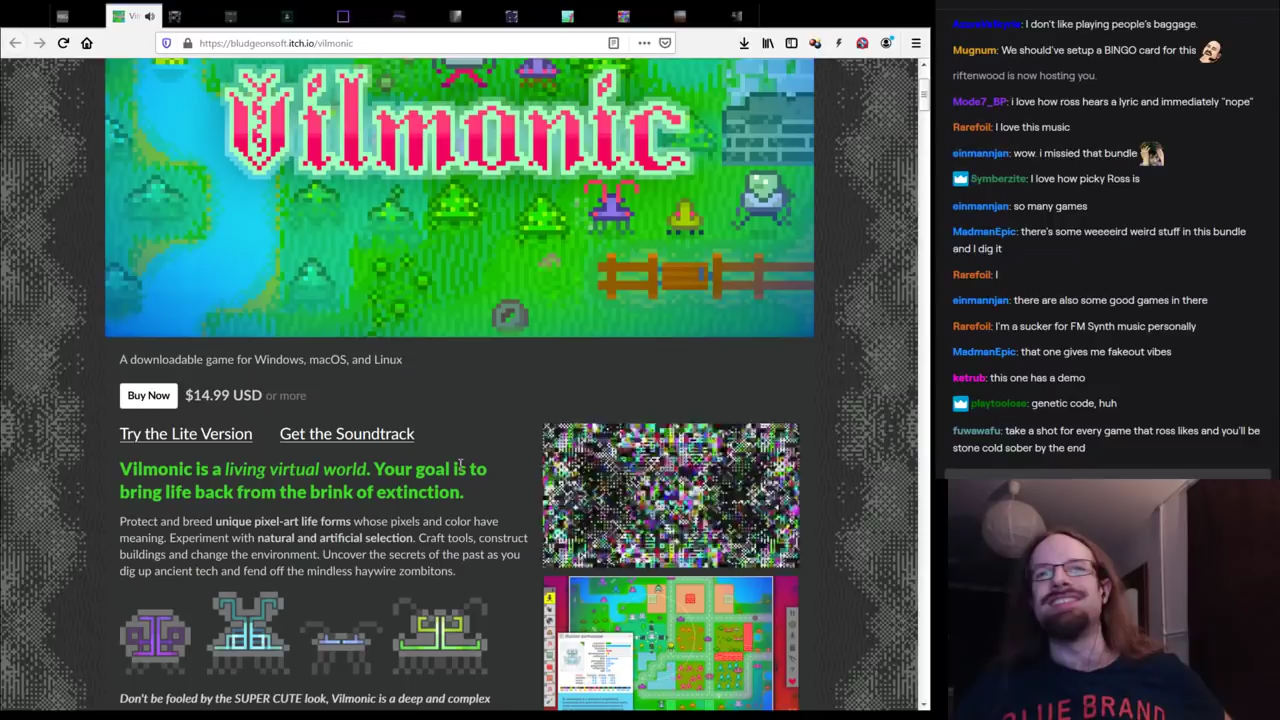 https://bludgeonsoft.itch.io/vilmonic
Vilmonic
A downloadable game for Windows, macOS, and Linux
Buy Now $14.99 USD or more
Try the Lite Version Get the Soundtrack
Vilmonic is a living virtual world. Your goal is to
bring life back from the brink of extinction.
Protect and breed unique pixel-art life forms whose pixels and color have
meaning. Experiment with natural and artificial selection. Craft tools, construct
buildings and change the environment. Uncover the secrets of the past as you
dig up ancient tech and fend off the mindless haywire zombitons.
Don't be fooled by the SUPER CUTE look, Vilmonic is a deep and complex
I don't like playing people's baggage.
Mugnum: We should've setup a BINGO card for this
riftenwood is now hosting you.
Mode7_BP: i love how ross hears a lyric and immediately "nope"
Rarefoil: I love this music
einmannjan: wow. i missied that bundle
Symberzite: I love how picky Ross is
einmannjan: so many games
MadmanEpic: there's some weeeeird weird stuff in this bundle
and I dig it
Rarefoil: I
einmannjan: there are also some good games in there
Rarefoil: I'm a sucker for FM Synth music personally
MadmanEpic: that one gives me fakeout vibes
ketrub: this one has a demo
playtoolose: genetic code, huh
fuwawafu: take a shot for every game that ross likes and you'll be
stone cold sober by the end
BLUE BRAND